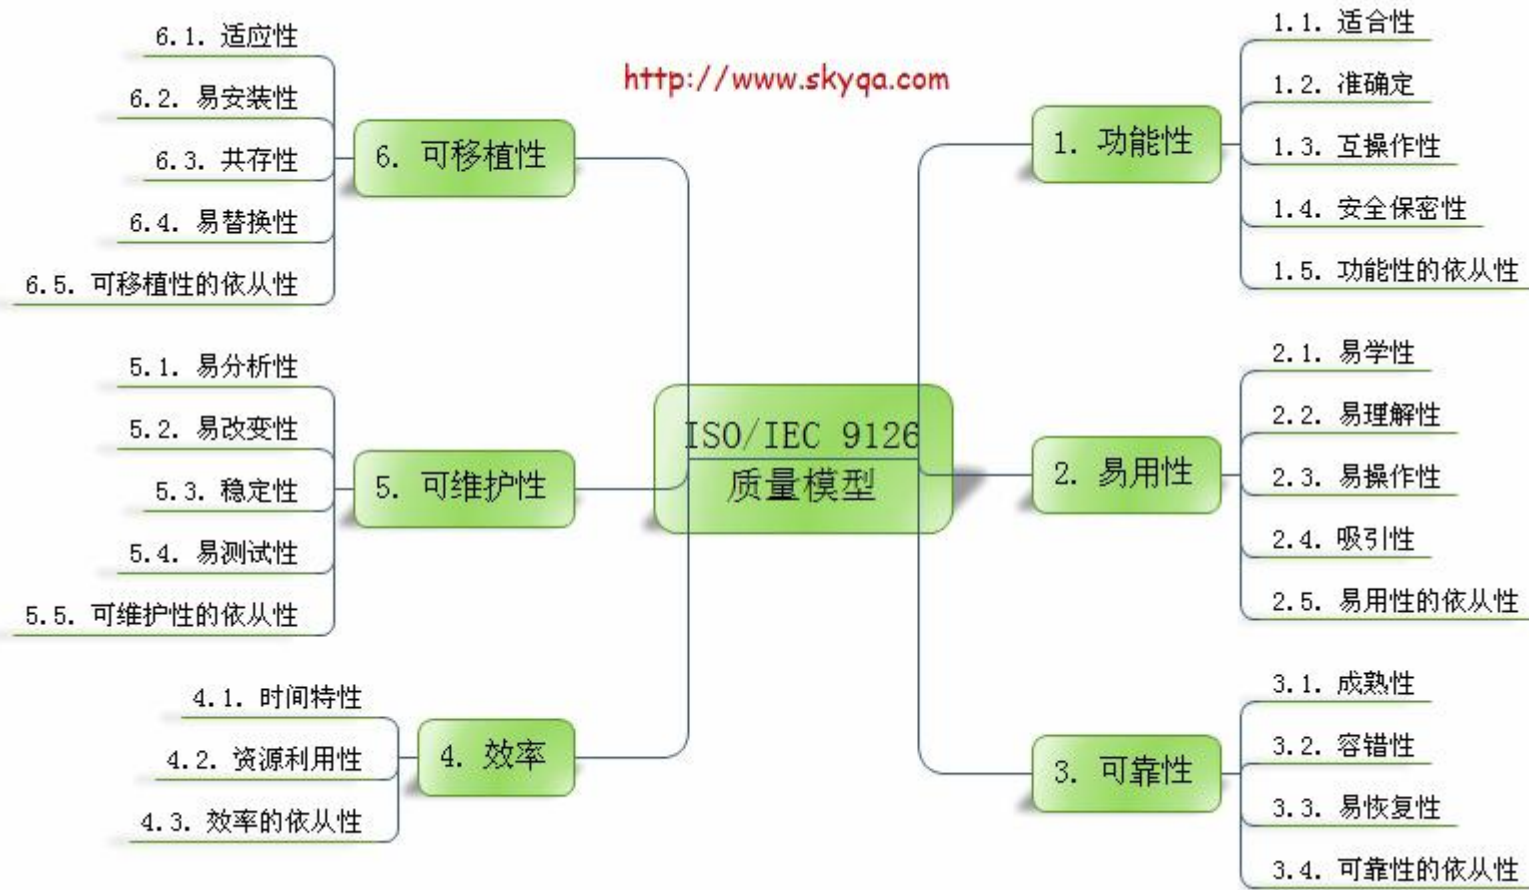 http://www.skyqa.com
ISO/IEC 9126
质量模型
1. 功能性
1.1. 适合性
1.2. 准确定
1.3. 互操作性
1.4. 安全保密性
1.5. 功能性的依从性
2. 易用性
2.1. 易学性
2.2. 易理解性
2.3. 易操作性
2.4. 吸引性
2.5. 易用性的依从性
3. 可靠性
3.1. 成熟性
3.2. 容错性
3.3. 易恢复性
3.4. 可靠性的依从性
4. 效率
4.1. 时间特性
4.2. 资源利用性
4.3. 效率的依从性
5. 可维护性
5.1. 易分析性
5.2. 易改变性
5.3. 稳定性
5.4. 易测试性
5.5. 可维护性的依从性
6. 可移植性
6.1. 适应性
6.2. 易安装性
6.3. 共存性
6.4. 易替换性
6.5. 可移植性的依从性